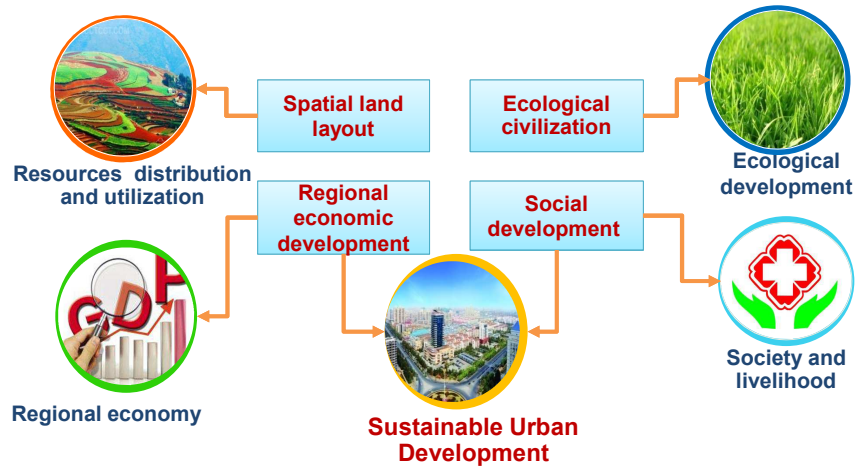 Spatial land
layout
Ecological
civilization
Resources distribution
and utilization
Ecological
development
Regional
economic
development
Social
development
GDP
Regional economy
Society and
livelihood
Sustainable Urban
Development